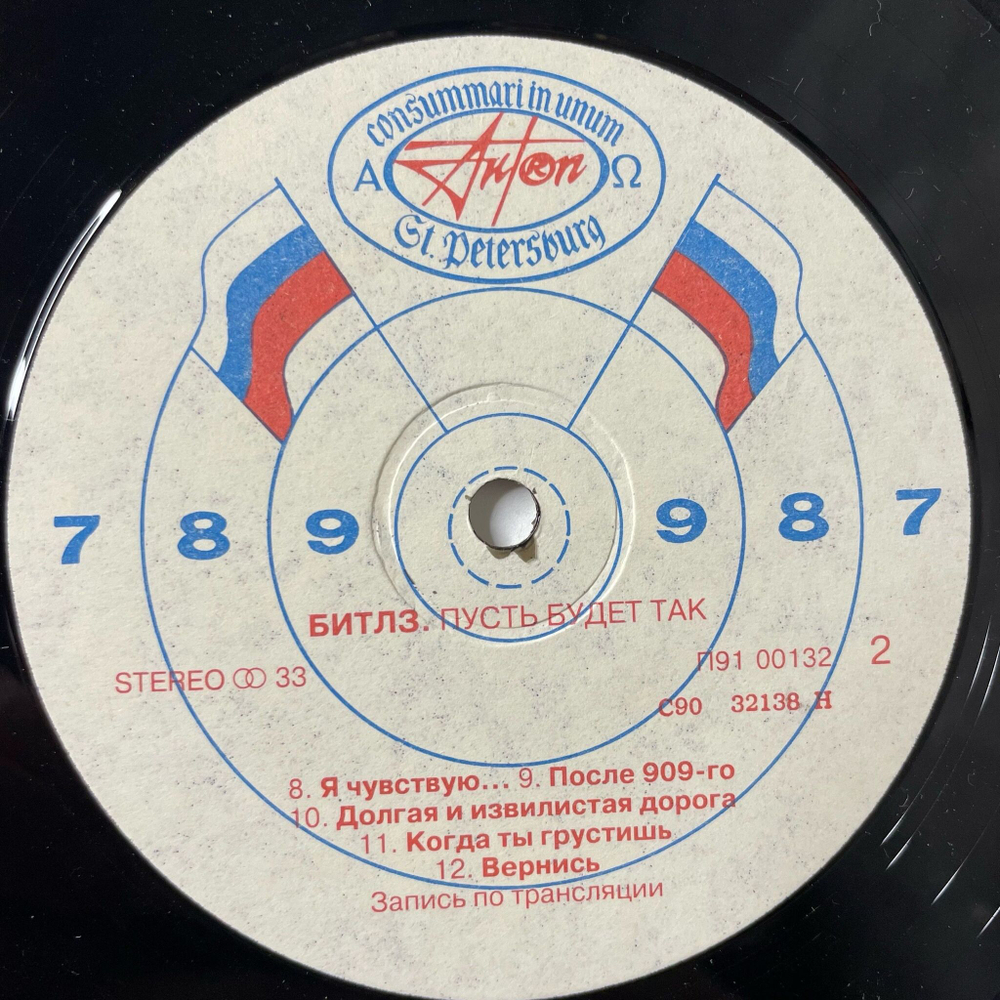 consummari in unum
Α Антон Ω
St. Petersburg
7 8 9 9 8 7
БИТЛЗ. ПУСТЬ БУДЕТ ТАК
П91 00132 2
STEREO 33
С90 32138 Н
8. Я чувствую... 9. После 909-го
10. Долгая и извилистая дорога
11. Когда ты грустишь
12. Вернись
Запись по трансляции